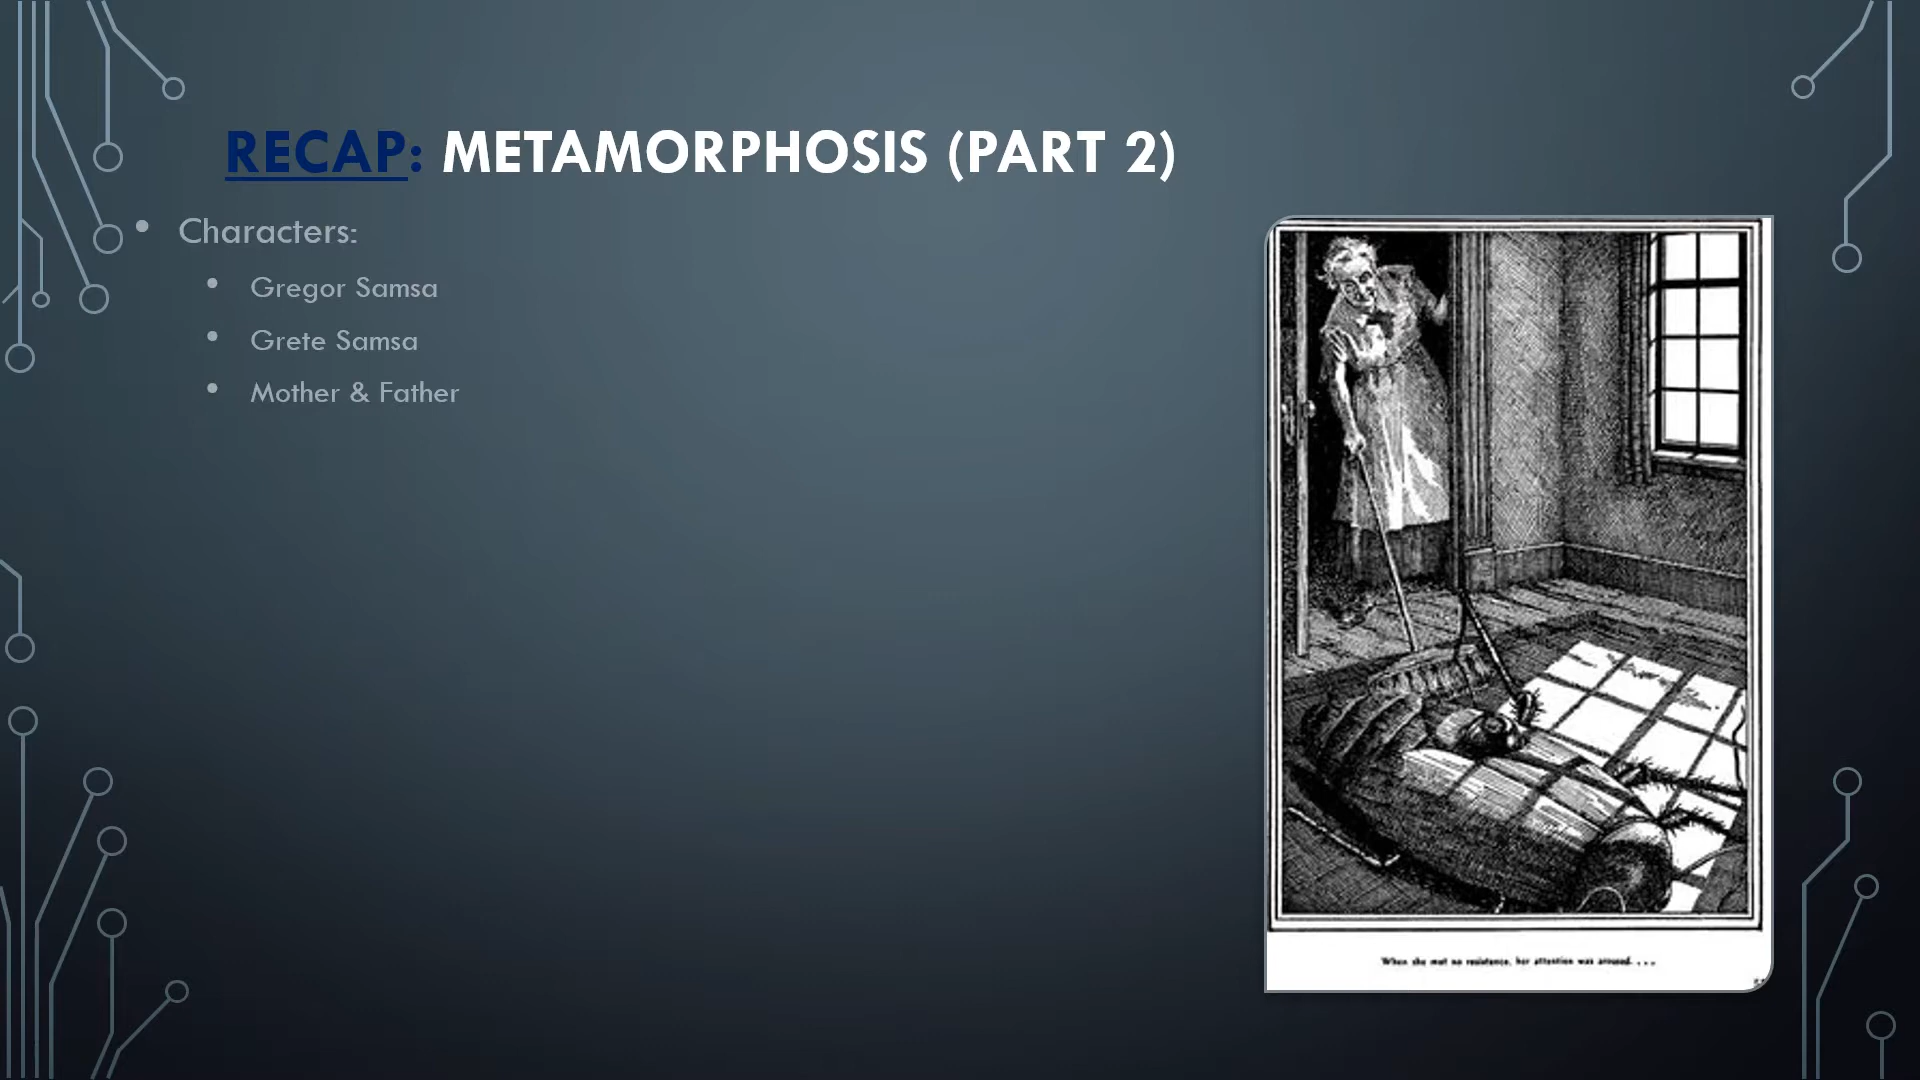 RECAP: METAMORPHOSIS (PART 2)
• Characters:
• Gregor Samsa
• Grete Samsa
• Mother & Father
When she met no resistance, her attention was aroused. . . .